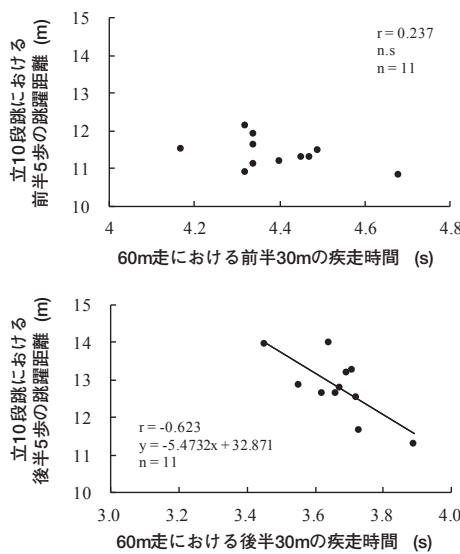 15
14
13
12
11
10
立10段跳における
前半5歩の跳躍距離 (m)
r = 0.237
n.s
n = 11
4 4.2 4.4 4.6 4.8
60m走における前半30mの疾走時間 (s)
15
14
13
12
11
10
立10段跳における
後半5歩の跳躍距離 (m)
r = -0.623
y = -5.4732x + 32.871
n = 11
3.0 3.2 3.4 3.6 3.8 4.0
60m走における後半30mの疾走時間 (s)